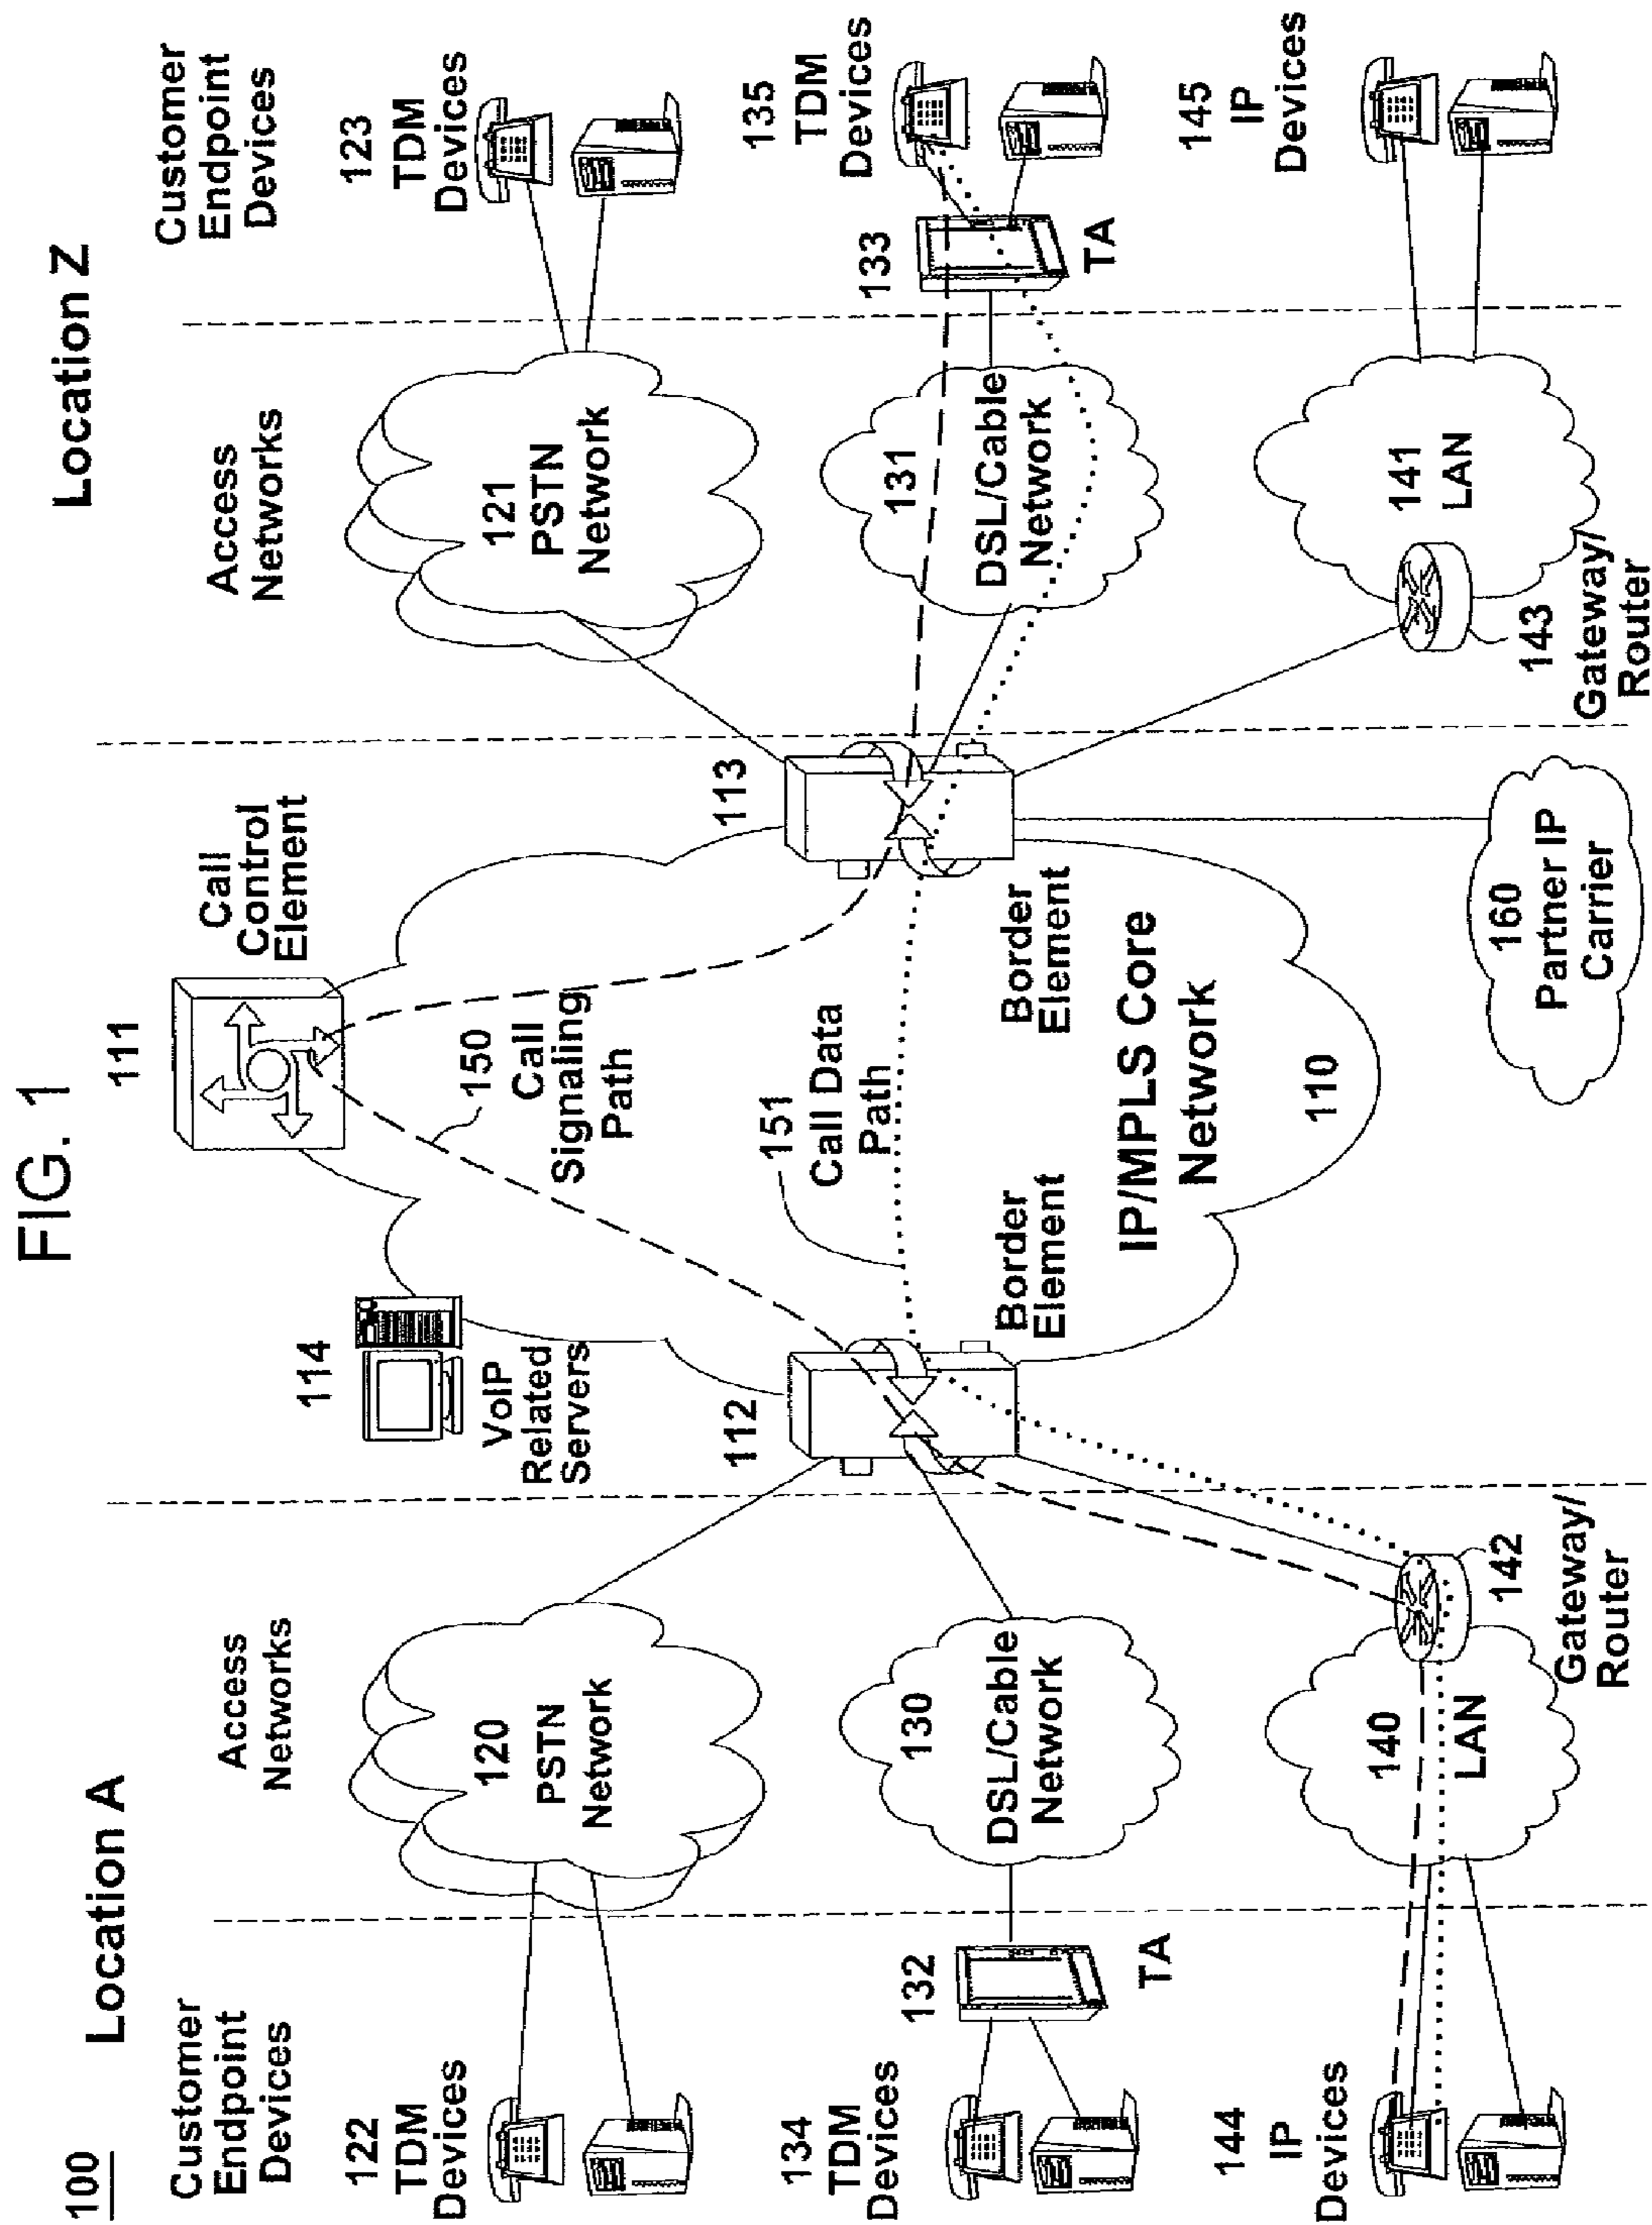 FIG. 1
100
Location A
Location Z
Customer
Endpoint
Devices
Access
Networks
111
Call
Control
Element
Access
Networks
Customer
Endpoint
Devices
122
TDM
Devices
120
PSTN
Network
114
VoIP
Related
Servers
150
Call
Signaling
Path
121
PSTN
Network
123
TDM
Devices
134
TDM
Devices
132
TA
130
DSL/Cable
Network
112
Border
Element
151
Call Data
Path
113
Border
Element
131
DSL/Cable
Network
133
TA
135
TDM
Devices
IP/MPLS Core
Network
110
144
IP
Devices
140
LAN
142
Gateway/
Router
160
Partner IP
Carrier
143
Gateway/
Router
141
LAN
145
IP
Devices